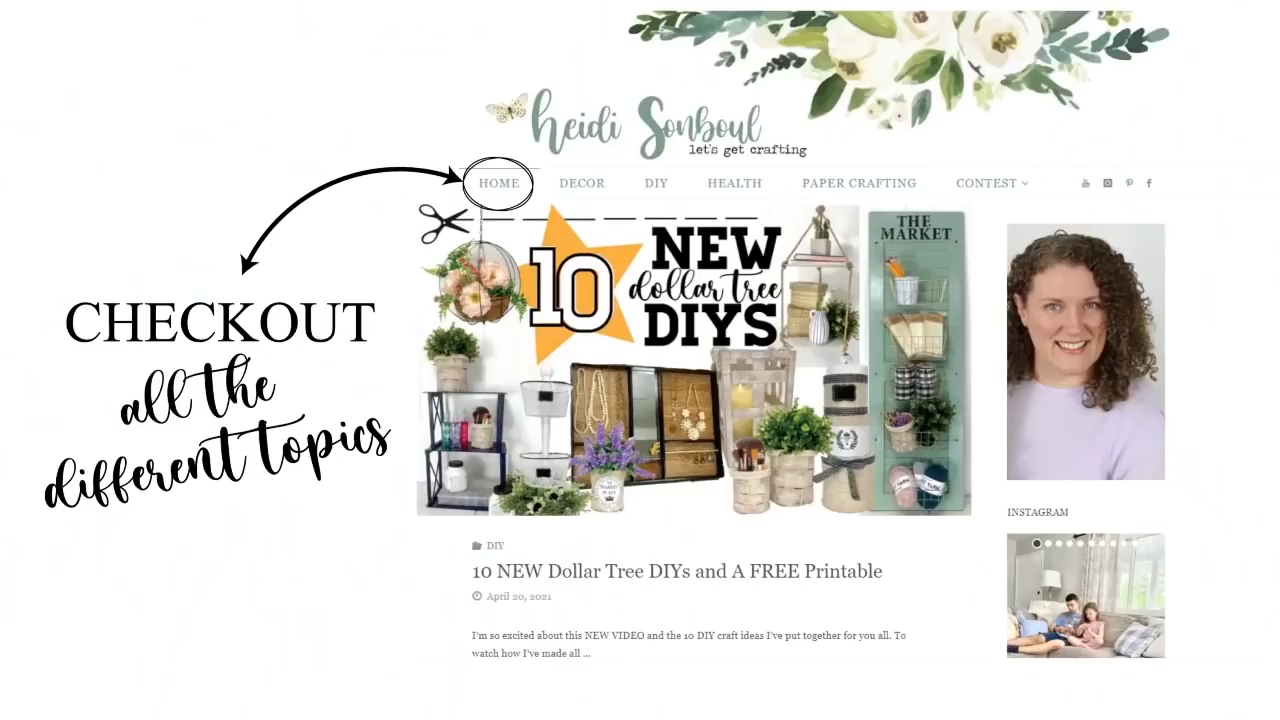 heidi Sonboul
let's get crafting
HOME DECOR DIY HEALTH PAPER CRAFTING CONTEST
10 NEW
dollar tree
DIYS
THE
MARKET
CHECKOUT
all the
different topics
INSTAGRAM
DIY
10 NEW Dollar Tree DIYs and A FREE Printable
April 20, 2021
I'm so excited about this NEW VIDEO and the 10 DIY craft ideas I've put together for you all. To
watch how I've made all ...